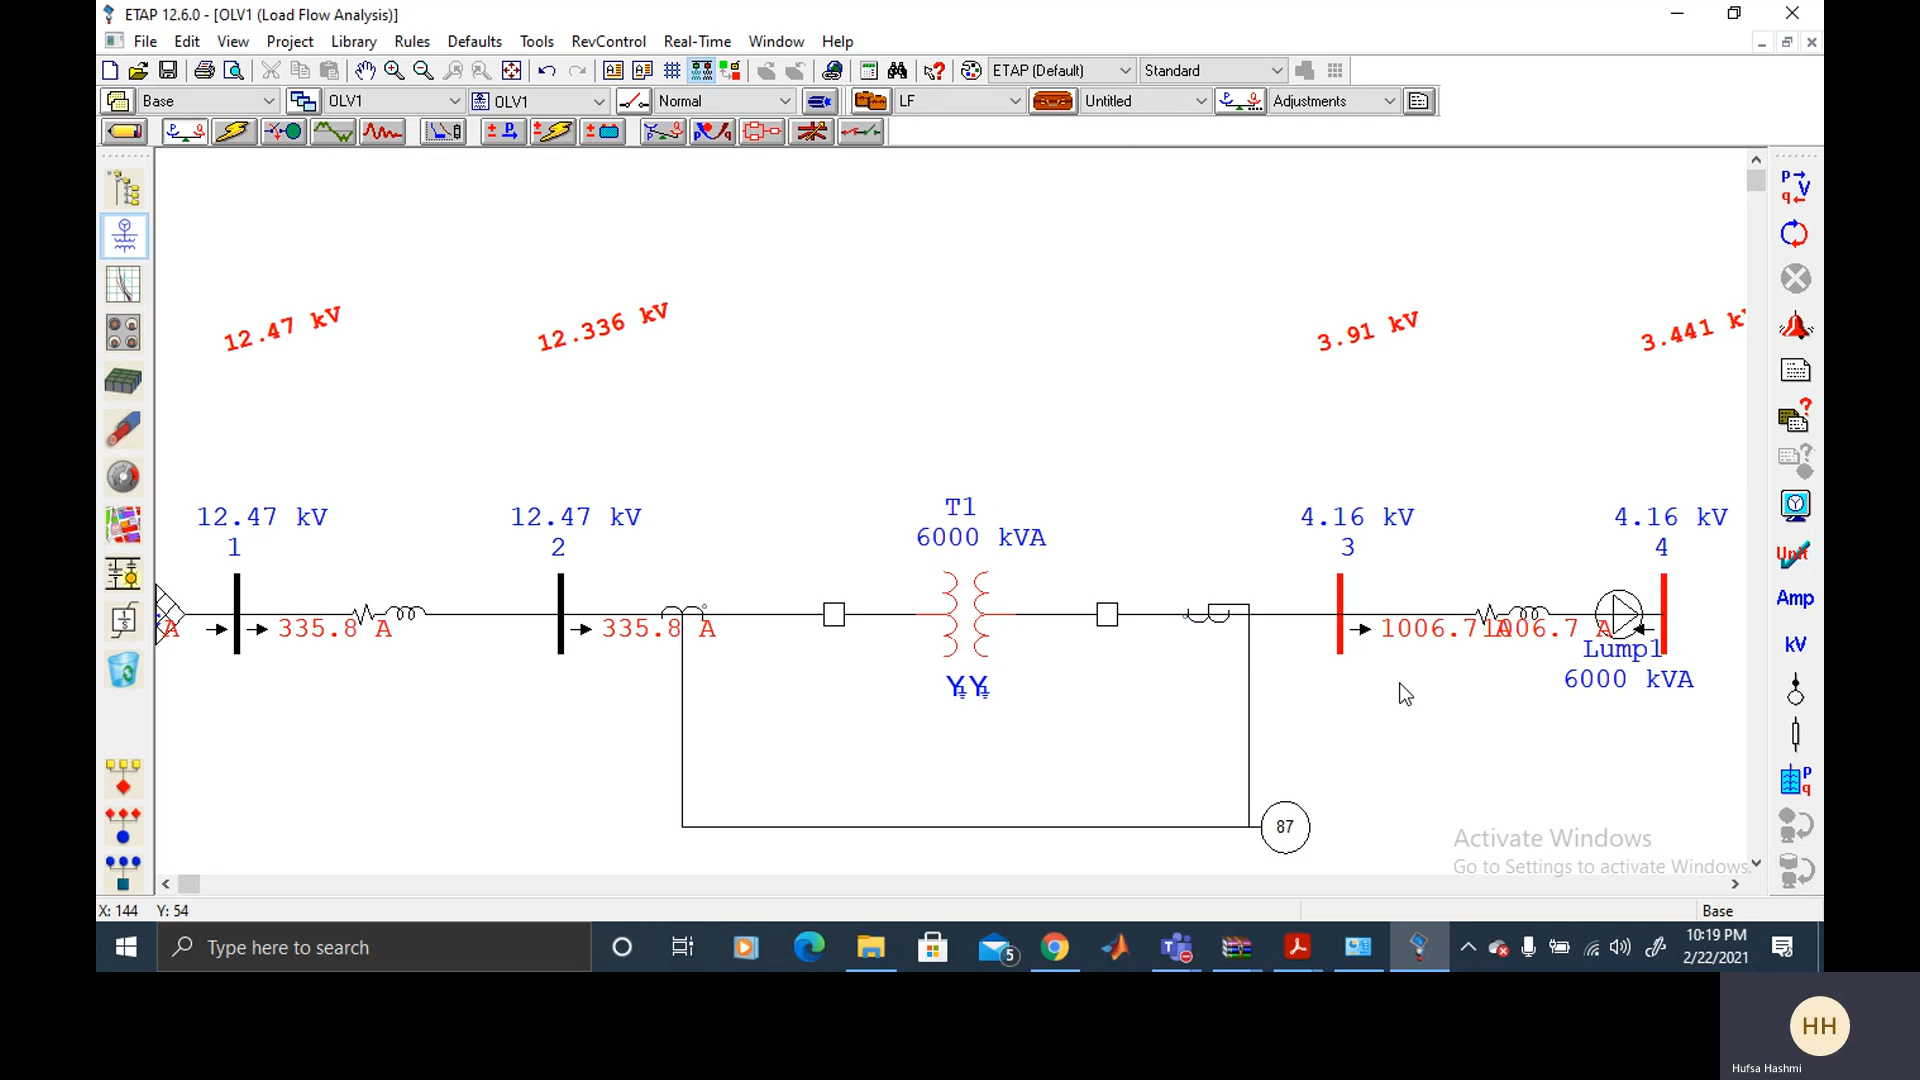 ETAP 12.6.0 - [OLV1 (Load Flow Analysis)]
File Edit View Project Library Rules Defaults Tools RevControl Real-Time Window Help
ETAP (Default) Standard
Base OLV1 OLV1 Normal LF Untitled Adjustments
12.47 kV 12.336 kV 3.91 kV 3.441
12.47 kV 12.47 kV T1 4.16 kV 4.16 kV
1 2 6000 kVA 3 4
A 335.8 A 335.8 A 1006.7 1006.7 A
Lump1
YY 6000 kVA
87
P
q V
Unit
Amp
kV
P
q
Activate Windows
Go to Settings to activate Windows.
X: 144 Y: 54 Base
Type here to search
5
10:19 PM
2/22/2021
HH
Hufsa Hashmi